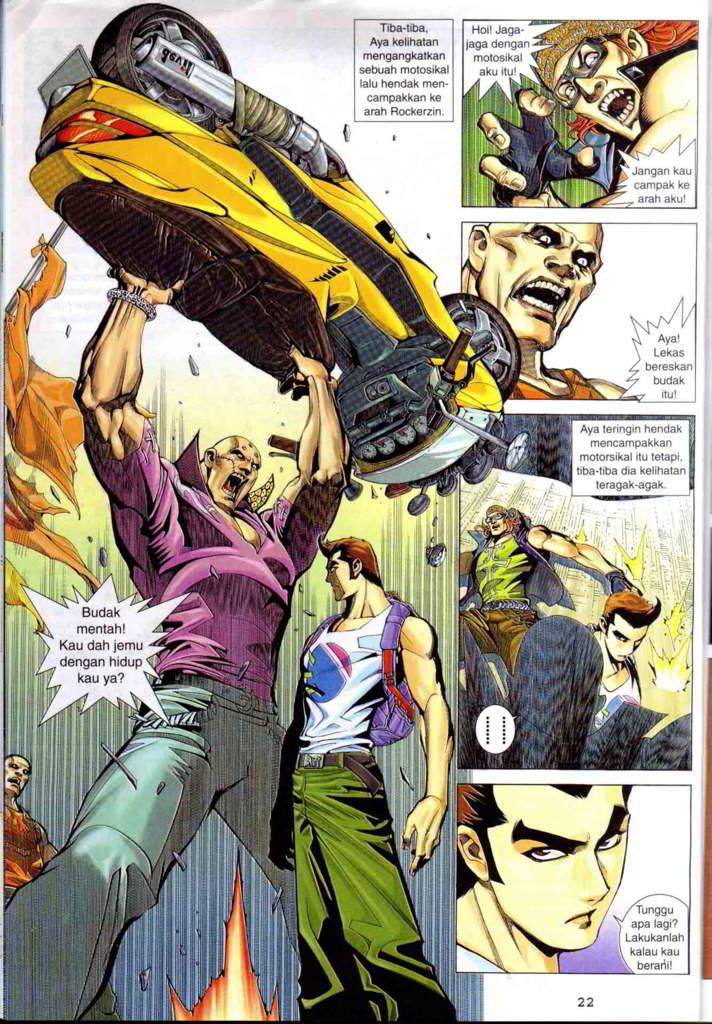 Tiba-tiba,
Aya kelihatan
mengangkatkan
sebuah motosikal
lalu hendak men-
campakkan ke
arah Rockerzin.
Hoi! Jaga-
jaga dengan
motosikal
aku itu!
Jangan kau
campak ke
arah aku!
Aya!
Lekas
bereskan
budak
itu!
Budak
mentah!
Kau dah jemu
dengan hidup
kau ya?
Aya teringin hendak
mencampakkan
motorsikal itu tetapi,
tiba-tiba dia kelihatan
teragak-agak.
Tunggu
apa lagi?
Lakukanlah
kalau kau
berani!
22